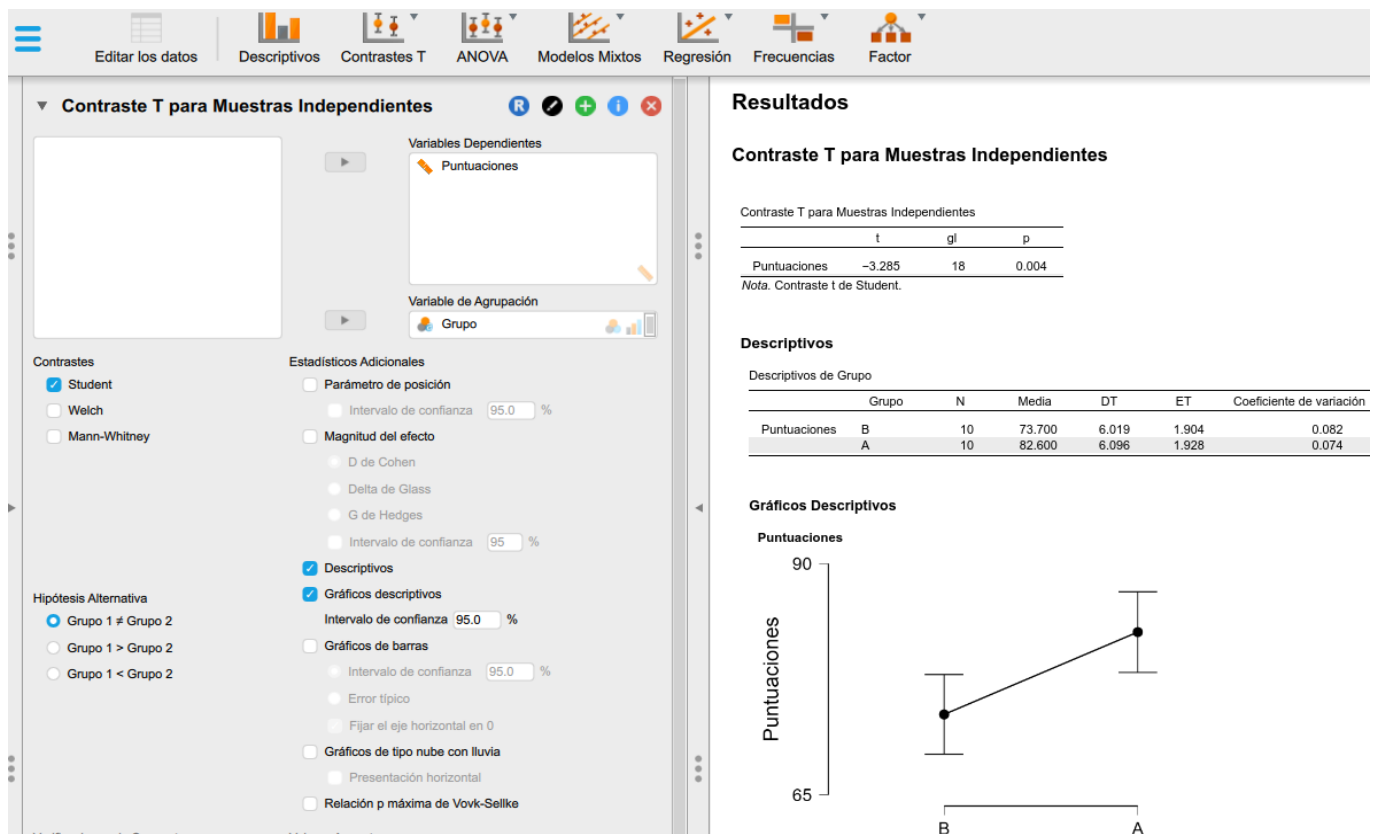 Editar los datos
Descriptivos
Contrastes T
ANOVA
Modelos Mixtos
Regresión
Frecuencias
Factor
Contraste T para Muestras Independientes
R
Variables Dependientes
Puntuaciones
Variable de Agrupación
Grupo
Contrastes
Student
Welch
Mann-Whitney
Hipótesis Alternativa
Grupo 1 ≠ Grupo 2
Grupo 1 > Grupo 2
Grupo 1 < Grupo 2
Estadísticos Adicionales
Parámetro de posición
Intervalo de confianza 95.0 %
Magnitud del efecto
D de Cohen
Delta de Glass
G de Hedges
Intervalo de confianza 95 %
Descriptivos
Gráficos descriptivos
Intervalo de confianza 95.0 %
Gráficos de barras
Intervalo de confianza 95.0 %
Error típico
Fijar el eje horizontal en 0
Gráficos de tipo nube con lluvia
Presentación horizontal
Relación p máxima de Vovk-Sellke
Resultados
Contraste T para Muestras Independientes
Contraste T para Muestras Independientes
t gl p
Puntuaciones −3.285 18 0.004
Nota. Contraste t de Student.
Descriptivos
Descriptivos de Grupo
Grupo N Media DT ET Coeficiente de variación
Puntuaciones B 10 73.700 6.019 1.904 0.082
A 10 82.600 6.096 1.928 0.074
Gráficos Descriptivos
Puntuaciones
90
Puntuaciones
65
B A